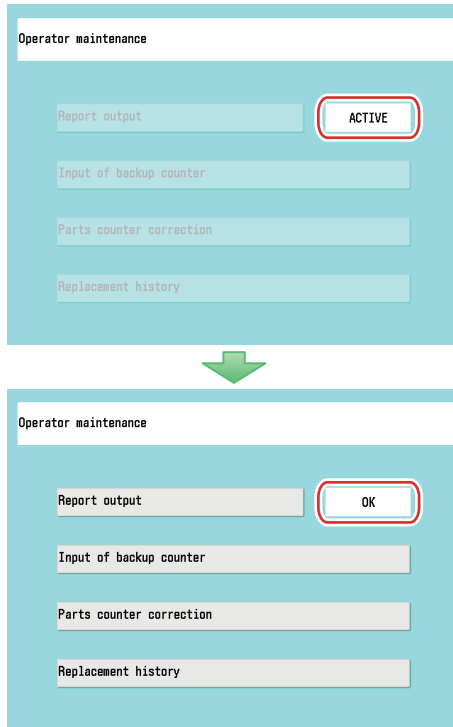 Operator maintenance
Report output
ACTIVE
Input of backup counter
Parts counter correction
Replacement history
Operator maintenance
Report output
OK
Input of backup counter
Parts counter correction
Replacement history